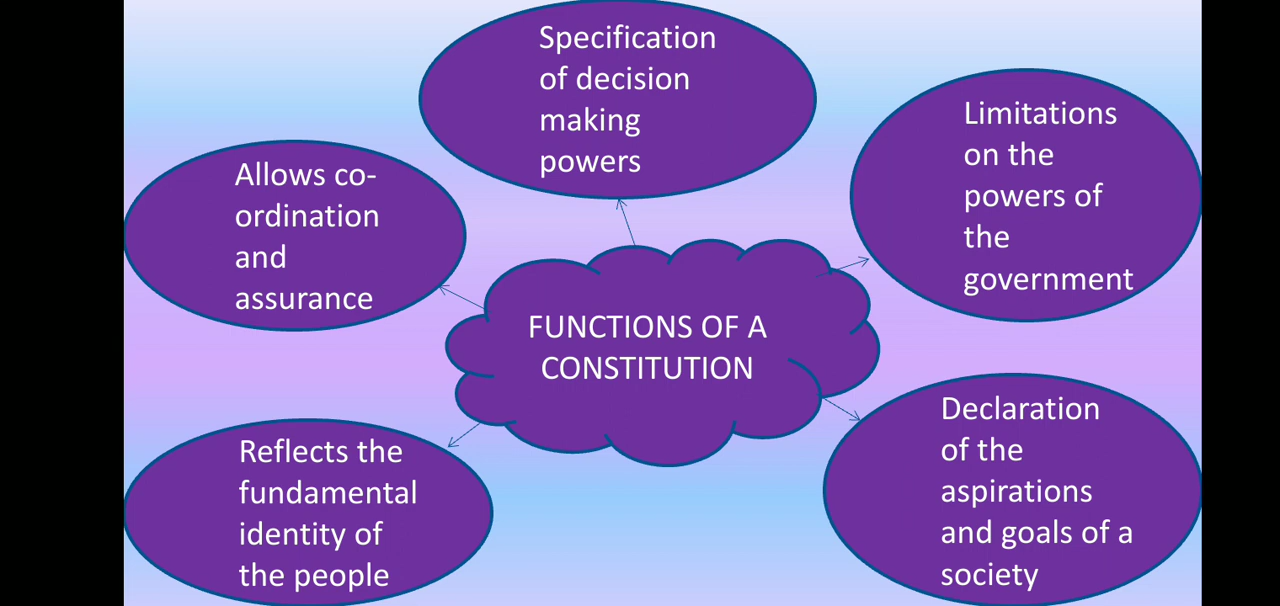 Specification
of decision
making
powers
Limitations
on the
powers of
the
government
Allows co-
ordination
and
assurance
FUNCTIONS OF A
CONSTITUTION
Declaration
of the
aspirations
and goals of a
society
Reflects the
fundamental
identity of
the people